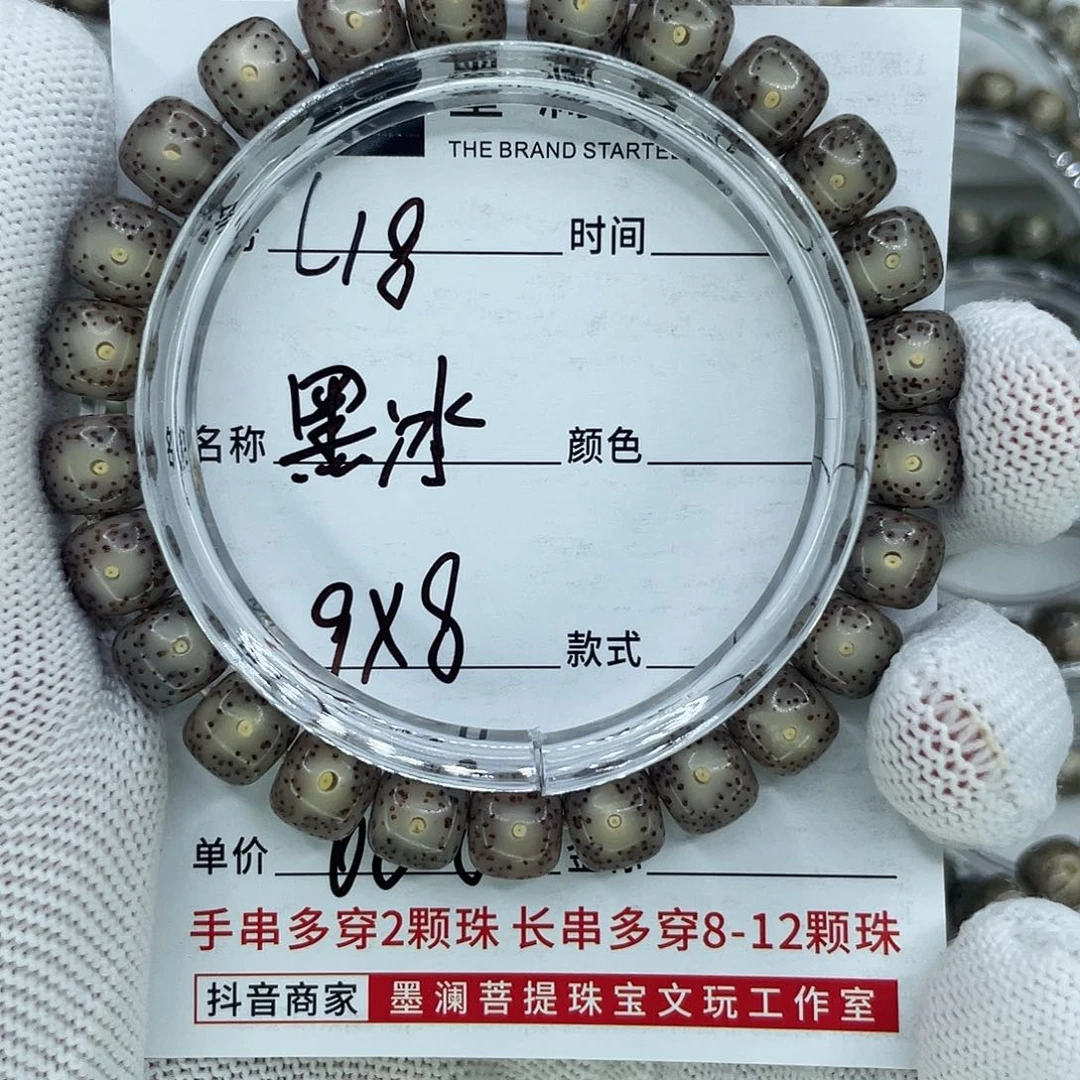 THE BRAND STARTE
L18 时间
名称 墨冰 颜色
9X8 款式
单价
手串多穿2颗珠 长串多穿8-12颗珠
抖音商家 墨澜菩提珠宝文玩工作室